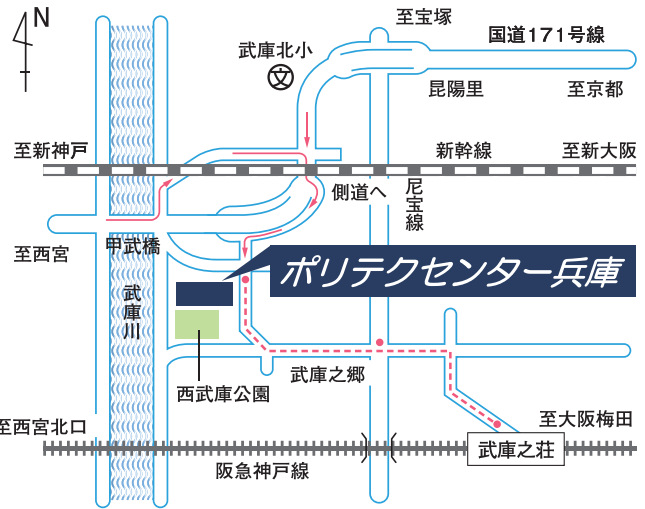 N
至宝塚
国道171号線
武庫北小
文
昆陽里
至京都
至新神戸
新幹線
至新大阪
側道へ
尼宝線
甲武橋
至西宮
ポリテクセンター兵庫
武庫川
武庫之郷
西武庫公園
至西宮北口
至大阪梅田
武庫之荘
阪急神戸線